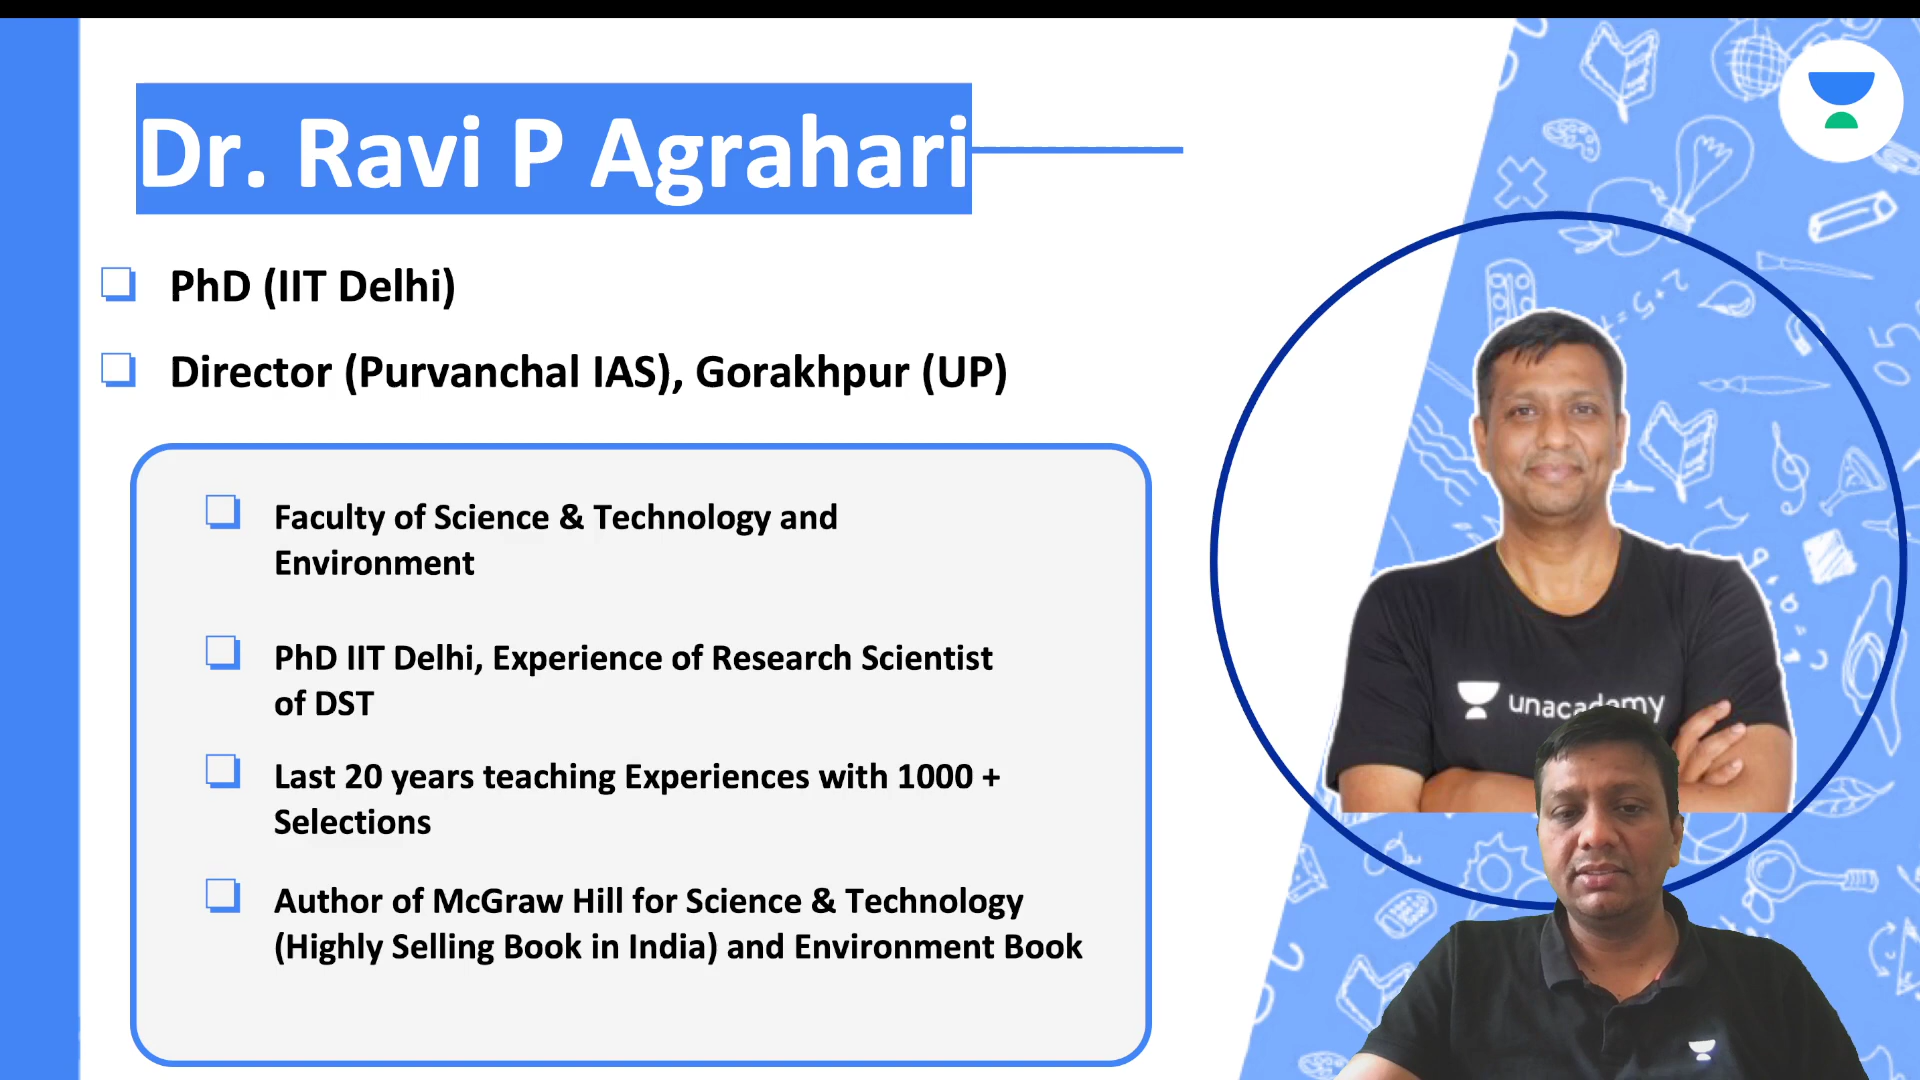 Dr. Ravi P Agrahari
PhD (IIT Delhi)
Director (Purvanchal IAS), Gorakhpur (UP)
Faculty of Science & Technology and
Environment
PhD IIT Delhi, Experience of Research Scientist
of DST
Last 20 years teaching Experiences with 1000 +
Selections
Author of McGraw Hill for Science & Technology
(Highly Selling Book in India) and Environment Book
unacademy